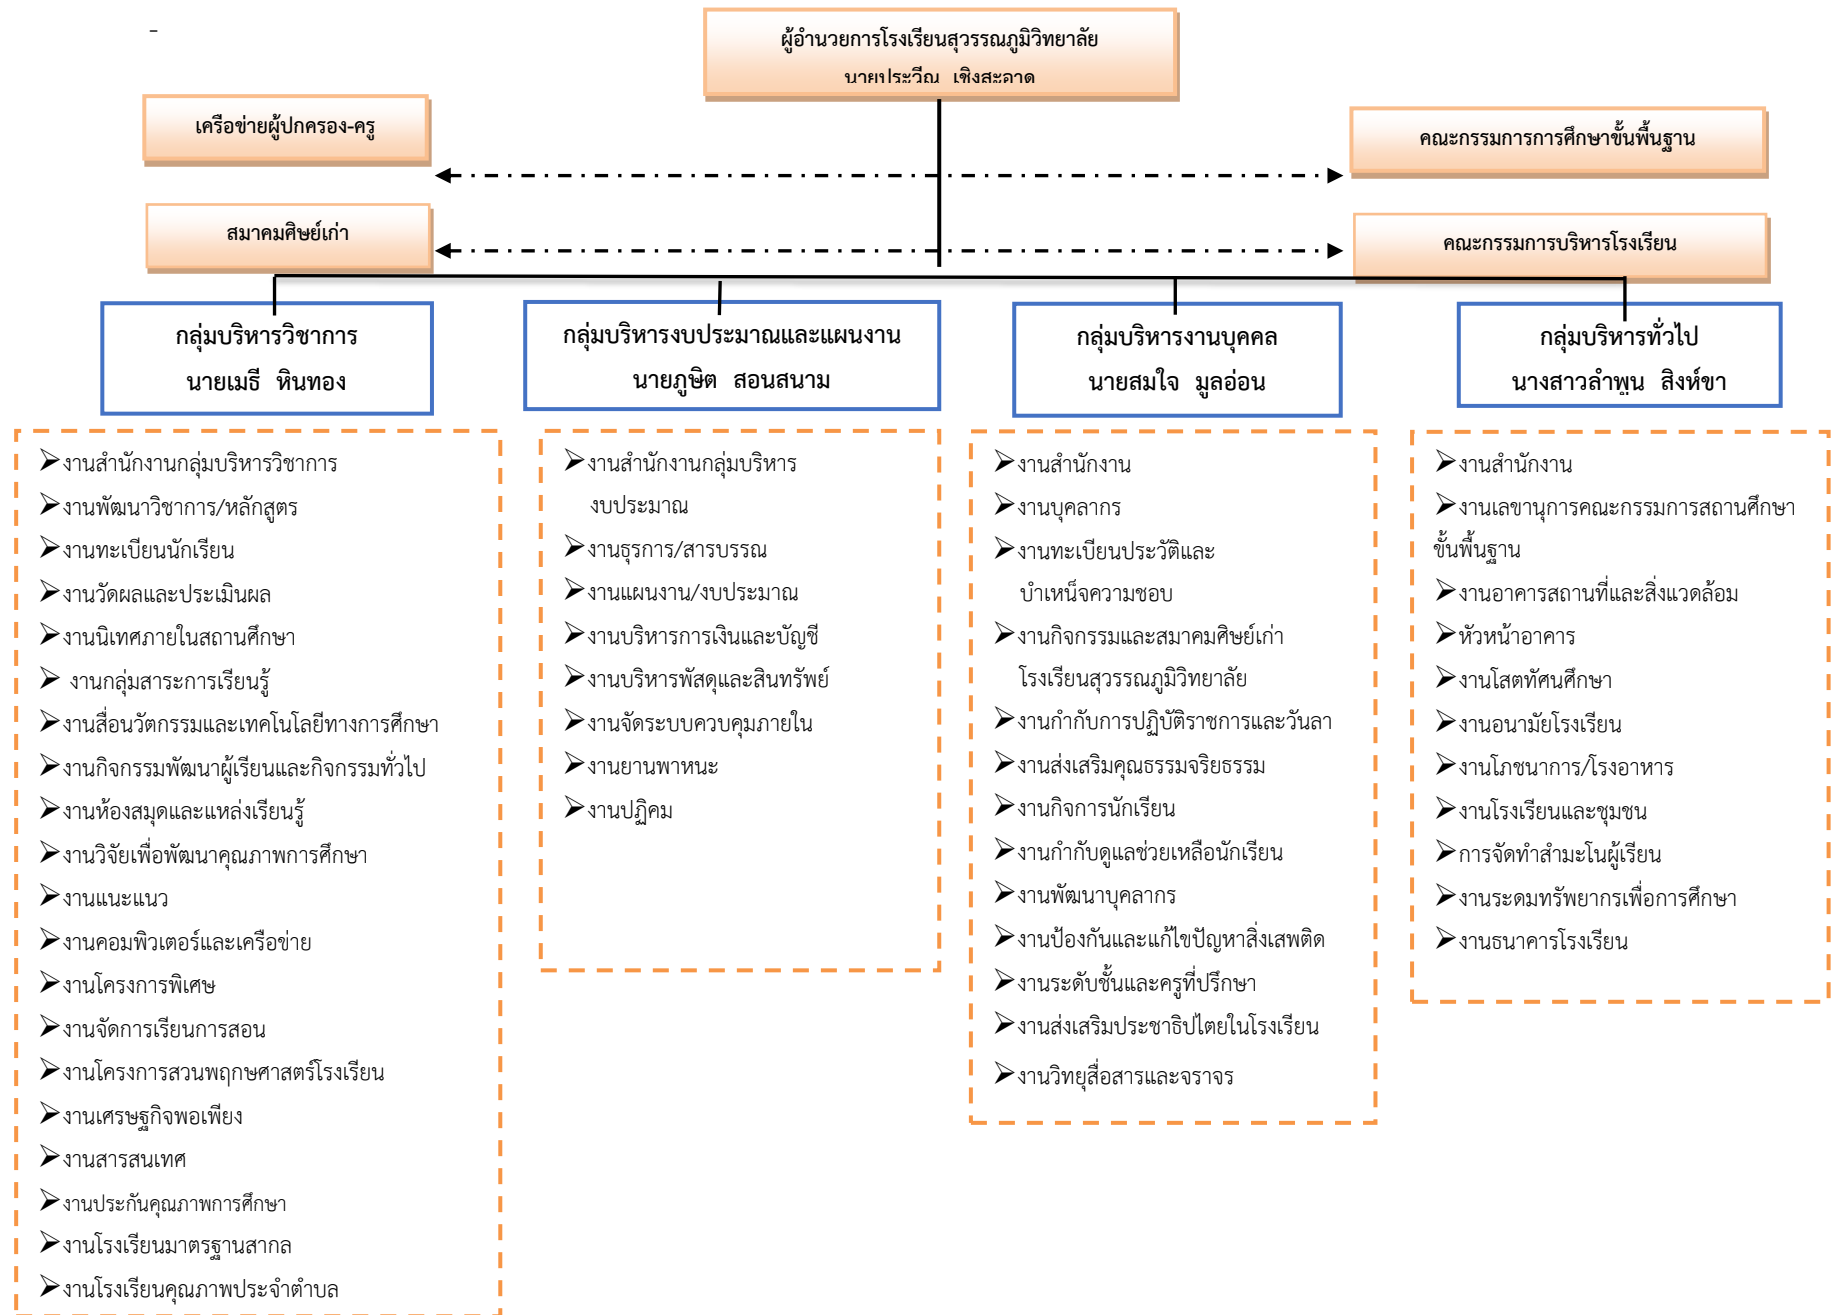 ผู้อำนวยการโรงเรียนสุวรรณภูมิวิทยาลัย
นายประวีณ เชิงสะอาด
เครือข่ายผู้ปกครอง-ครู
คณะกรรมการการศึกษาขั้นพื้นฐาน
สมาคมศิษย์เก่า
คณะกรรมการบริหารโรงเรียน
กลุ่มบริหารวิชาการ
นายเมธี หินทอง
กลุ่มบริหารงบประมาณและแผนงาน
นายภูษิต สอนสนาม
กลุ่มบริหารงานบุคคล
นายสมใจ มูลอ่อน
กลุ่มบริหารทั่วไป
นางสาวลำพูน สิงห์ขา
งานสำนักงานกลุ่มบริหารวิชาการ
งานพัฒนาวิชาการ/หลักสูตร
งานทะเบียนนักเรียน
งานวัดผลและประเมินผล
งานนิเทศภายในสถานศึกษา
งานกลุ่มสาระการเรียนรู้
งานสื่อนวัตกรรมและเทคโนโลยีทางการศึกษา
งานกิจกรรมพัฒนาผู้เรียนและกิจกรรมทั่วไป
งานห้องสมุดและแหล่งเรียนรู้
งานวิจัยเพื่อพัฒนาคุณภาพการศึกษา
งานแนะแนว
งานคอมพิวเตอร์และเครือข่าย
งานโครงการพิเศษ
งานจัดการเรียนการสอน
งานโครงการสวนพฤกษศาสตร์โรงเรียน
งานเศรษฐกิจพอเพียง
งานสารสนเทศ
งานประกันคุณภาพการศึกษา
งานโรงเรียนมาตรฐานสากล
งานโรงเรียนคุณภาพประจำตำบล
งานสำนักงานกลุ่มบริหาร
งบประมาณ
งานธุรการ/สารบรรณ
งานแผนงาน/งบประมาณ
งานบริหารการเงินและบัญชี
งานบริหารพัสดุและสินทรัพย์
งานจัดระบบควบคุมภายใน
งานยานพาหนะ
งานปฏิคม
งานสำนักงาน
งานบุคลากร
งานทะเบียนประวัติและ
บำเหน็จความชอบ
งานกิจกรรมและสมาคมศิษย์เก่า
โรงเรียนสุวรรณภูมิวิทยาลัย
งานกำกับการปฏิบัติราชการและวันลา
งานส่งเสริมคุณธรรมจริยธรรม
งานกิจการนักเรียน
งานกำกับดูแลช่วยเหลือนักเรียน
งานพัฒนาบุคลากร
งานป้องกันและแก้ไขปัญหาสิ่งเสพติด
งานระดับชั้นและครูที่ปรึกษา
งานส่งเสริมประชาธิปไตยในโรงเรียน
งานวิทยุสื่อสารและจราจร
งานสำนักงาน
งานเลขานุการคณะกรรมการสถานศึกษา
ขั้นพื้นฐาน
งานอาคารสถานที่และสิ่งแวดล้อม
หัวหน้าอาคาร
งานโสตทัศนศึกษา
งานอนามัยโรงเรียน
งานโภชนาการ/โรงอาหาร
งานโรงเรียนและชุมชน
การจัดทำสำมะโนผู้เรียน
งานระดมทรัพยากรเพื่อการศึกษา
งานธนาคารโรงเรียน